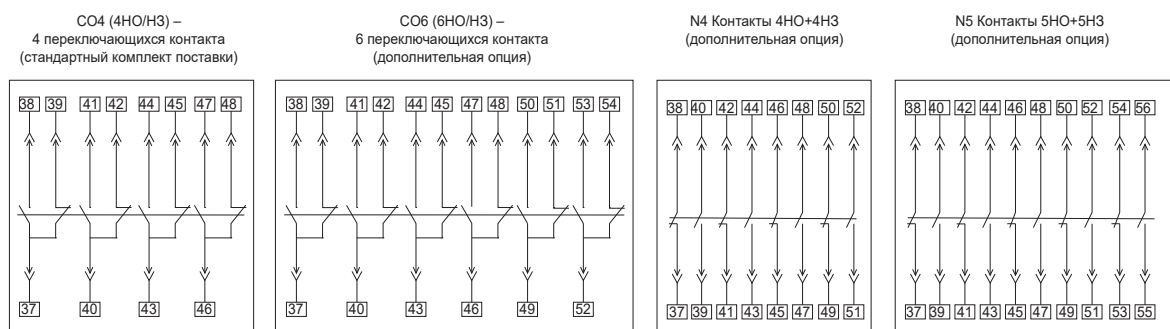 CO4 (4НО/НЗ) –
4 переключающихся контакта
(стандартный комплект поставки)
38 39 41 42 44 45 47 48
37 40 43 46
CO6 (6НО/НЗ) –
6 переключающихся контакта
(дополнительная опция)
38 39 41 42 44 45 47 48 50 51 53 54
37 40 43 46 49 52
N4 Контакты 4НО+4НЗ
(дополнительная опция)
38 40 42 44 46 48 50 52
37 39 41 43 45 47 49 51
N5 Контакты 5НО+5НЗ
(дополнительная опция)
38 40 42 44 46 48 50 52 54 56
37 39 41 43 45 47 49 51 53 55